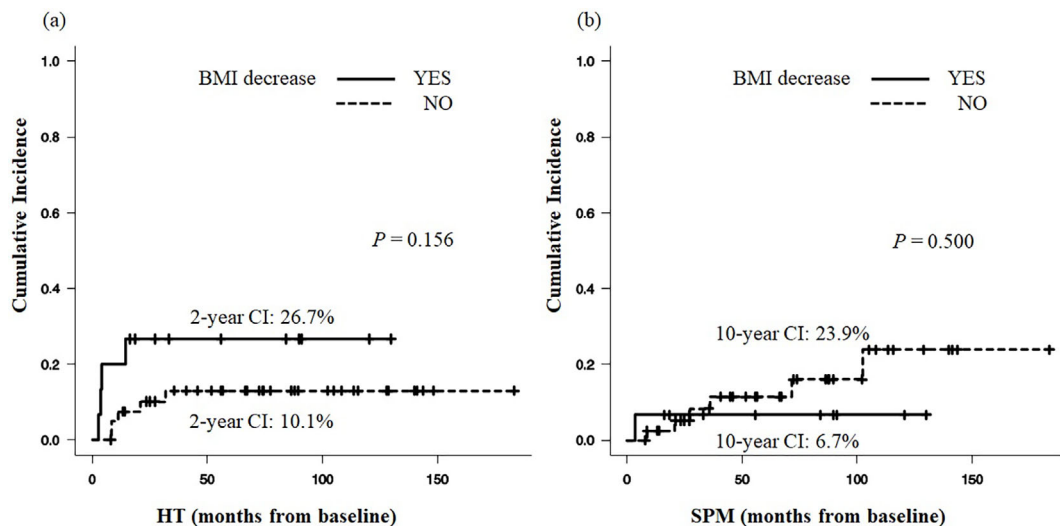 (a)
BMI decrease
YES
NO
1.0
0.8
0.6
0.4
0.2
0.0
Cumulative Incidence
P = 0.156
2-year CI: 26.7%
2-year CI: 10.1%
0
50
100
150
HT (months from baseline)
(b)
BMI decrease
YES
NO
1.0
0.8
0.6
0.4
0.2
0.0
Cumulative Incidence
P = 0.500
10-year CI: 23.9%
10-year CI: 6.7%
0
50
100
150
SPM (months from baseline)